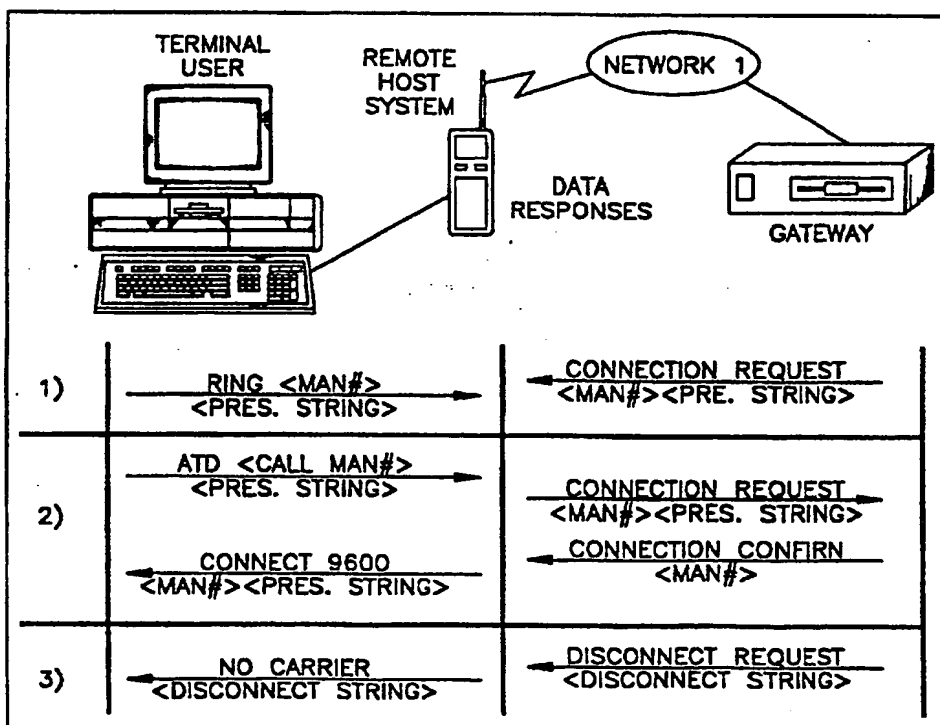 TERMINAL
USER
REMOTE
HOST
SYSTEM
NETWORK 1
DATA
RESPONSES
GATEWAY
1)
RING <MAN#>
<PRES. STRING>
CONNECTION REQUEST
<MAN#><PRE. STRING>
2)
ATD <CALL MAN#>
<PRES. STRING>
CONNECTION REQUEST
<MAN#><PRES. STRING>
CONNECT 9600
<MAN#><PRES. STRING>
CONNECTION CONFIRM
<MAN#>
3)
NO CARRIER
<DISCONNECT STRING>
DISCONNECT REQUEST
<DISCONNECT STRING>